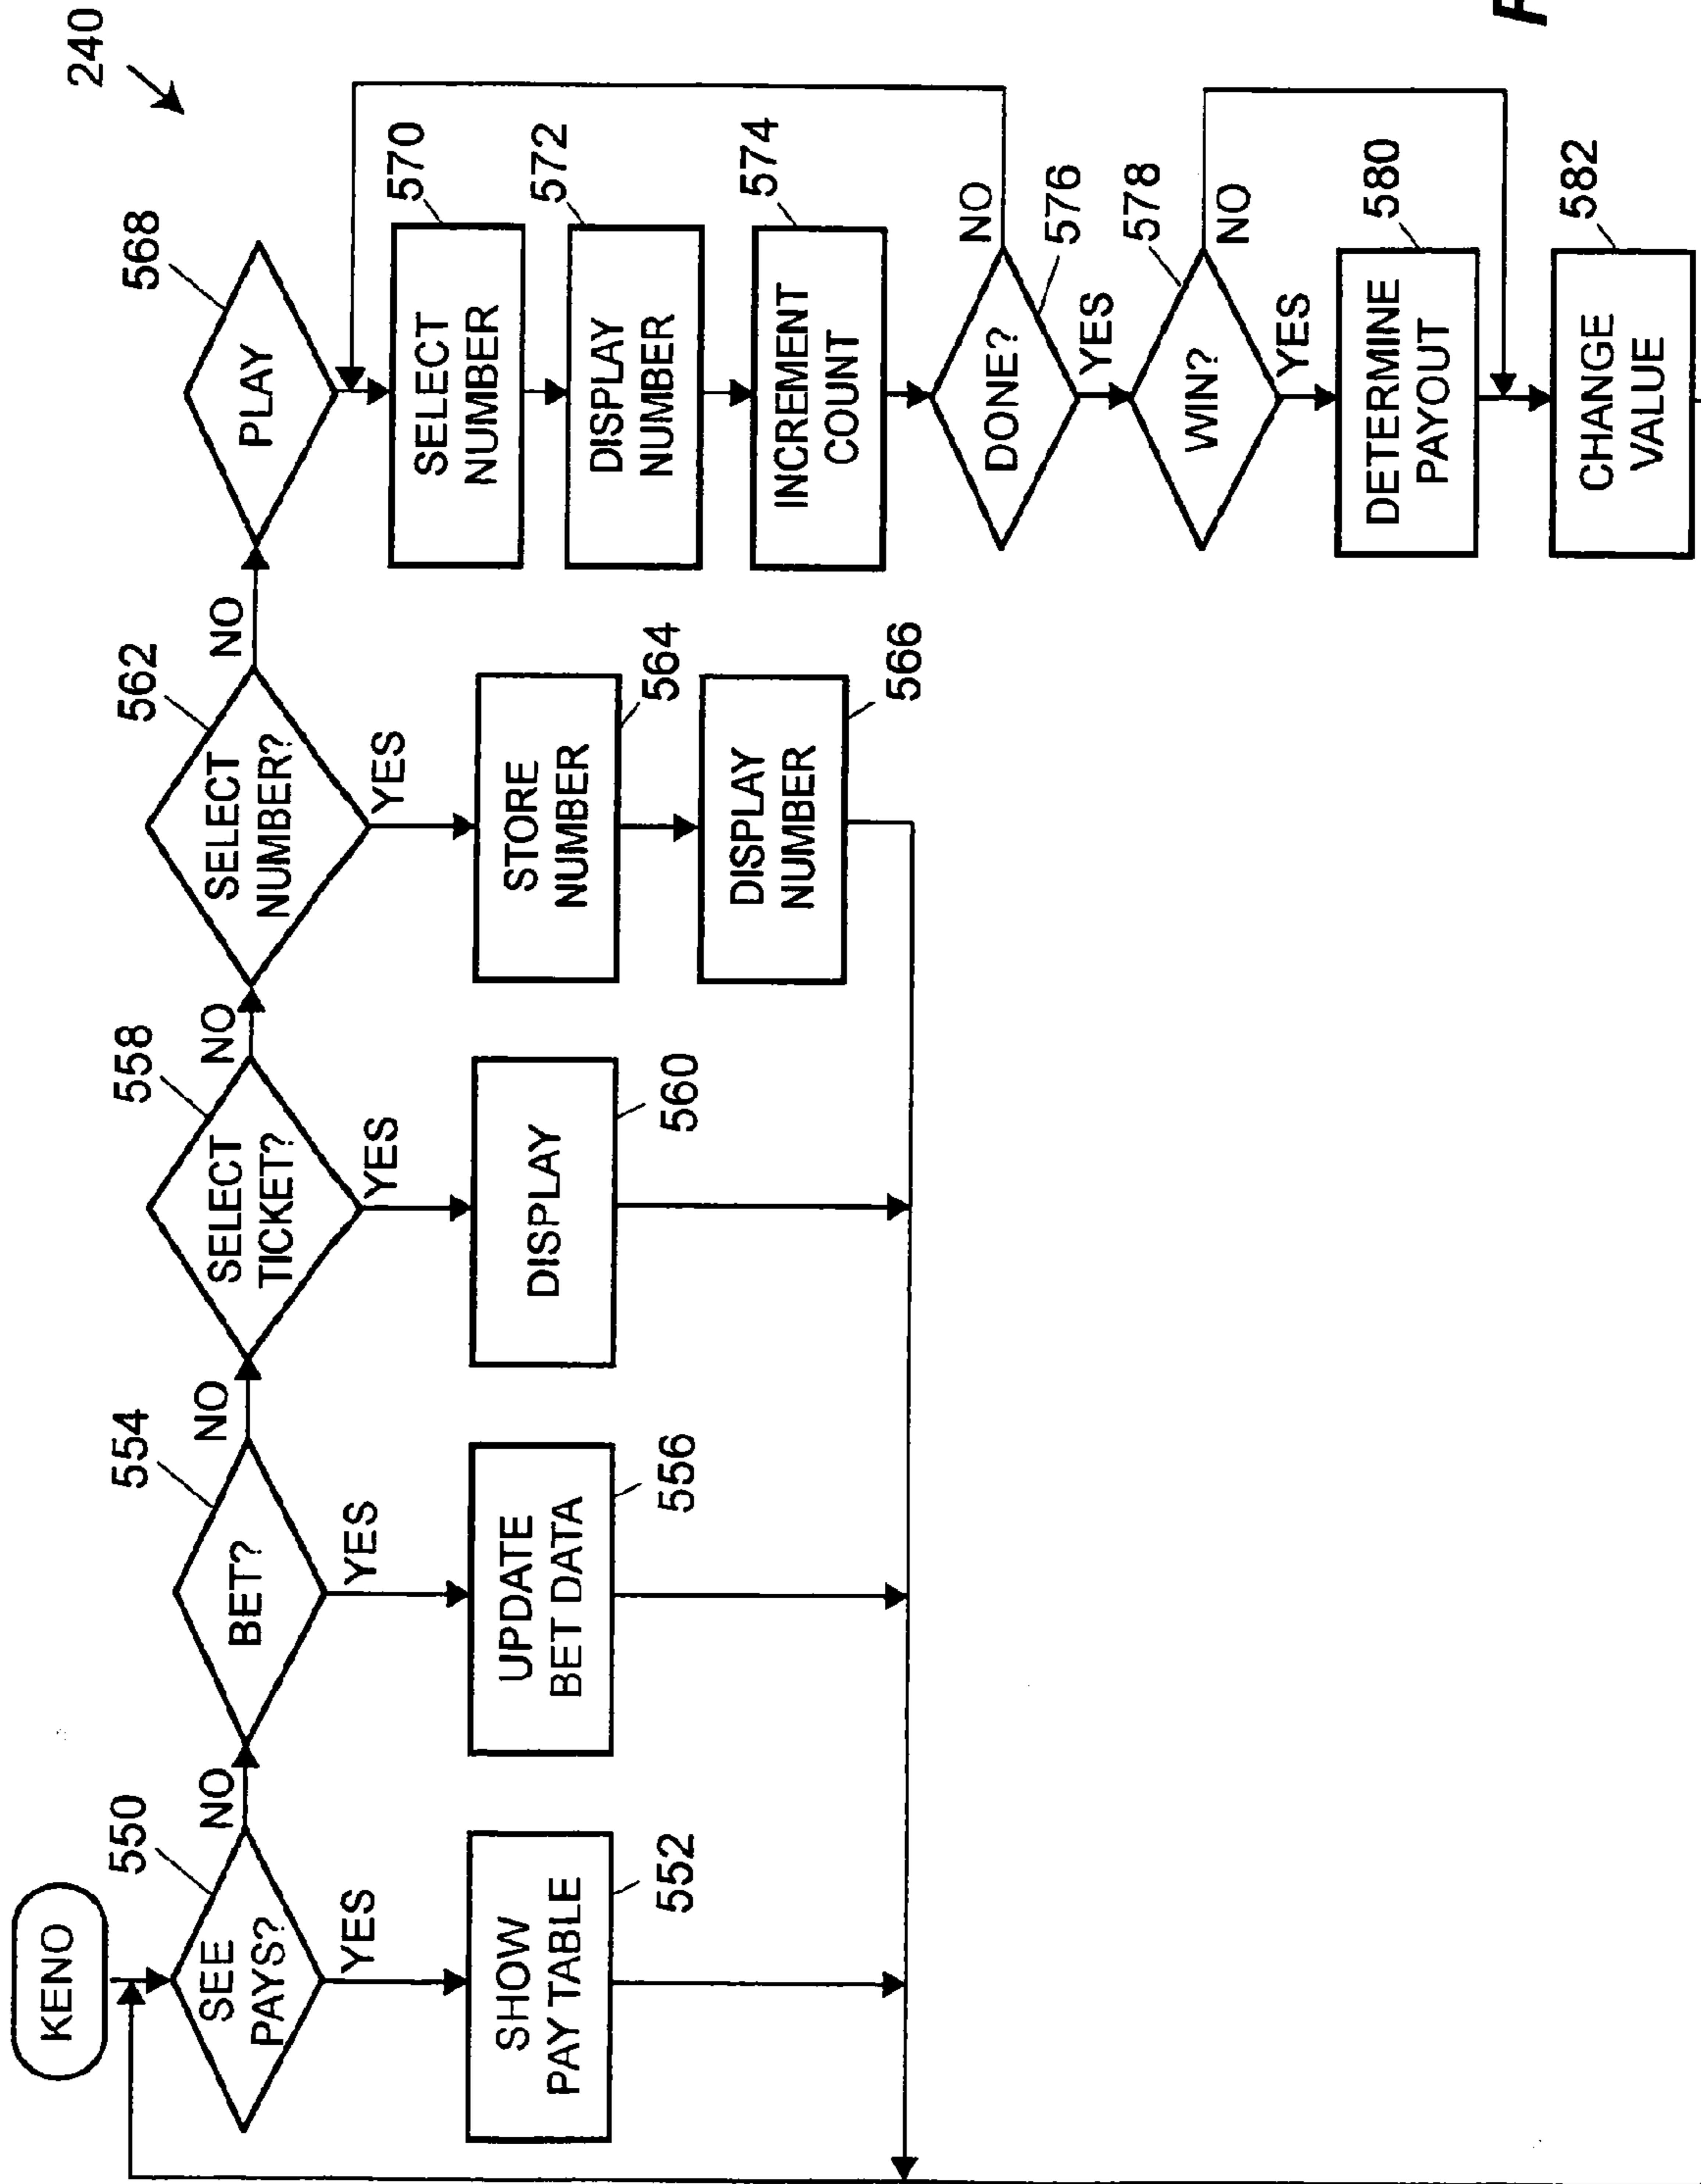 240
KENO
550
SEE
PAYS?
NO
YES
SHOW
PAY TABLE
552
554
BET?
NO
YES
UPDATE
BET DATA
556
558
SELECT
TICKET?
NO
YES
DISPLAY
560
562
SELECT
NUMBER?
NO
YES
STORE
NUMBER
564
DISPLAY
NUMBER
566
568
PLAY
570
SELECT
NUMBER
572
DISPLAY
NUMBER
574
INCREMENT
COUNT
DONE?
NO
576
YES
578
WIN?
NO
YES
580
DETERMINE
PAYOUT
582
CHANGE
VALUE